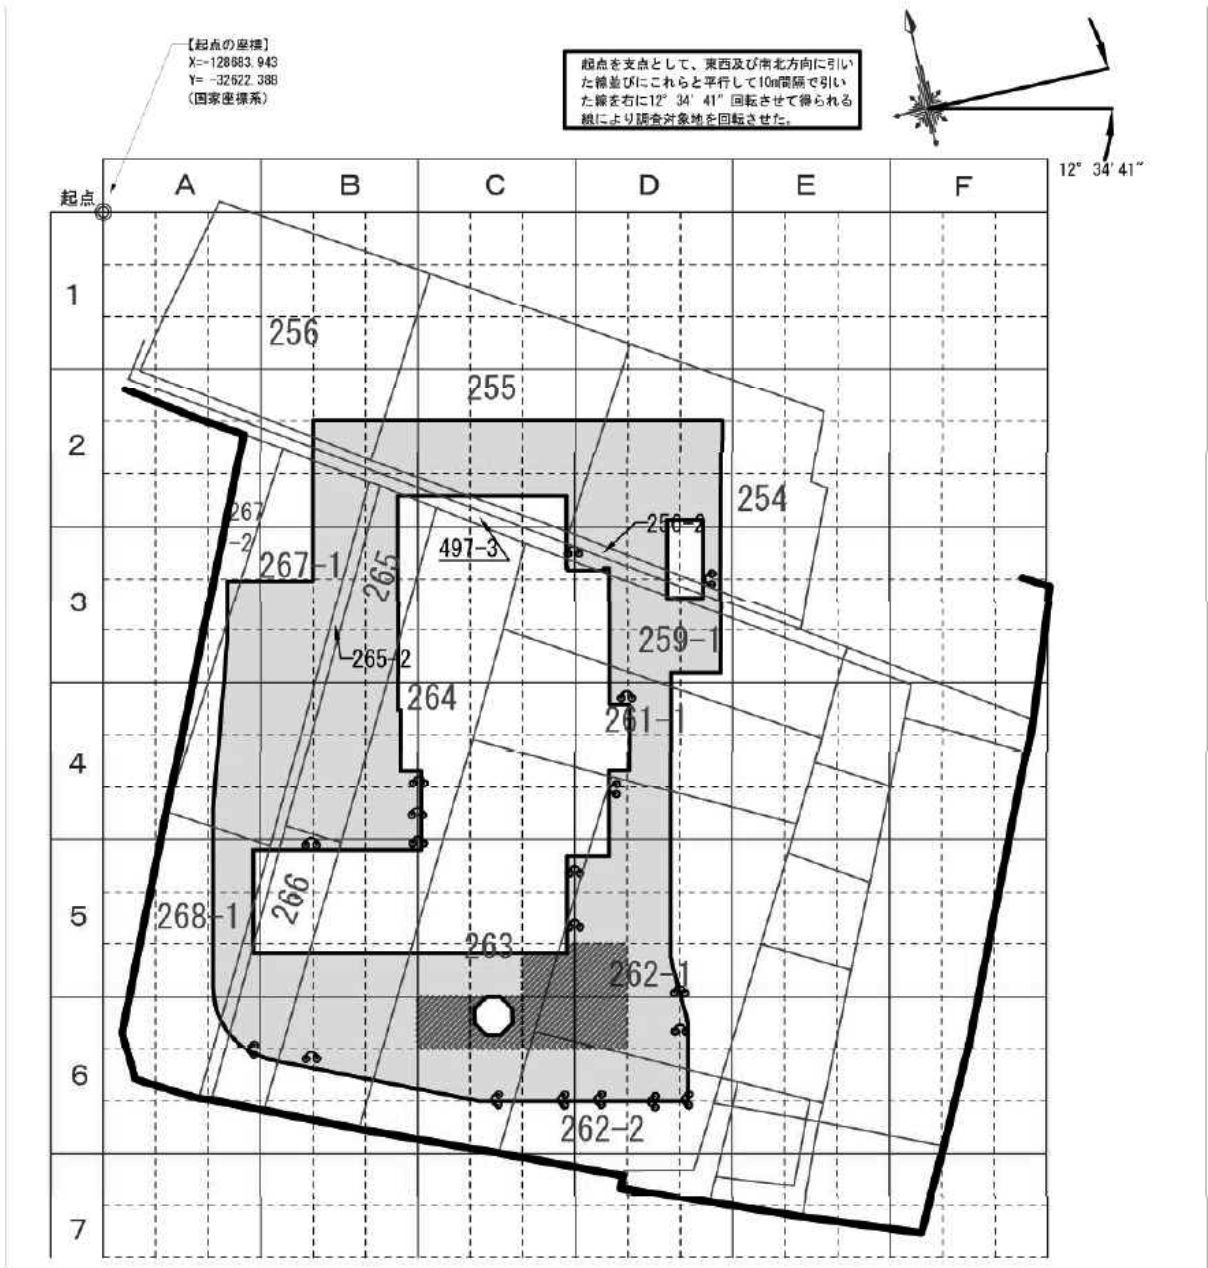 【起点の座標】
X=-128683.943
Y= -32622.388
(国家座標系)
起点を支点として、東西及び南北方向に引い
た線並びにこれらと平行して10m間隔で引い
た線を右に12° 34′ 41″ 回転させて得られる
線により調査対象地を回転させた。
12° 34′ 41″
起点
A
B
C
D
E
F
1
256
255
2
254
267
-2
256-2
497-3
267-1
265
3
259-1
265-2
264
261-1
4
266
5
268-1
263
262-1
6
262-2
7